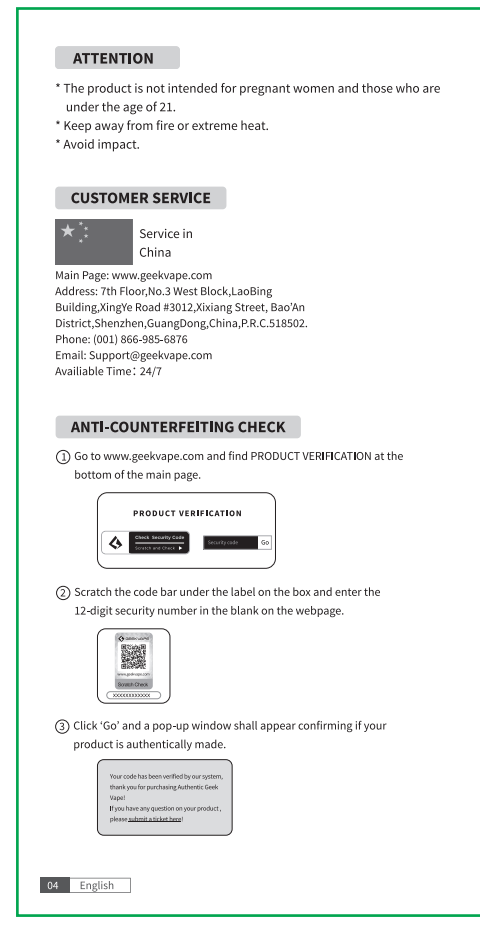 ATTENTION
* The product is not intended for pregnant women and those who are
under the age of 21.
* Keep away from fire or extreme heat.
* Avoid impact.
CUSTOMER SERVICE
Service in
China
Main Page: www.geekvape.com
Address: 7th Floor,No.3 West Block,LaoBing
Building,XingYe Road #3012,Xixiang Street, Bao'An
District,Shenzhen,GuangDong,China,P.R.C.518502.
Phone: (001) 866-985-6876
Email: Support@geekvape.com
Availiable Time: 24/7
ANTI-COUNTERFEITING CHECK
① Go to www.geekvape.com and find PRODUCT VERIFICATION at the
bottom of the main page.
PRODUCT VERIFICATION
Check Security Code
Scratch and Check ▶
Security code Go
② Scratch the code bar under the label on the box and enter the
12-digit security number in the blank on the webpage.
GEEK VAPE
www.geekvape.com
Scratch Check
XXXXXXXXXXXX
③ Click ‘Go’ and a pop-up window shall appear confirming if your
product is authentically made.
Your code has been verified by our system,
thank you for purchasing Authentic Geek
Vape!
If you have any question on your product ,
please submit a ticket here!
04 English